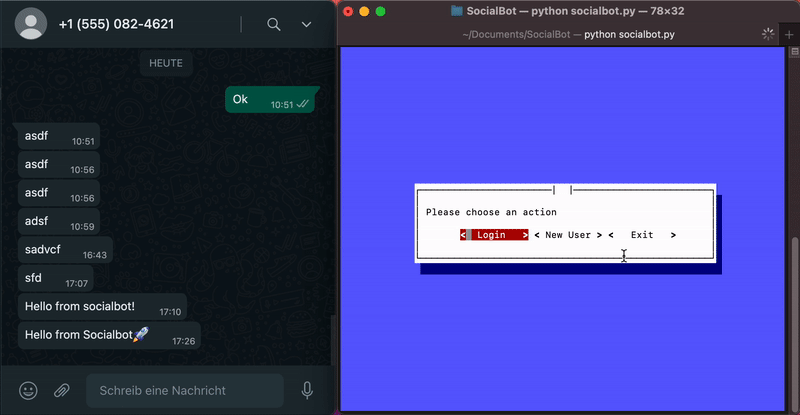 +1 (555) 082-4621
HEUTE
Ok 10:51
asdf 10:51
asdf 10:56
asdf 10:56
adsf 10:59
sadvcf 16:43
sfd 17:07
Hello from socialbot! 17:10
Hello from Socialbot🚀 17:26
Schreib eine Nachricht
SocialBot — python socialbot.py — 78×32
~/Documents/SocialBot — python socialbot.py
Please choose an action
< Login > < New User > < Exit >